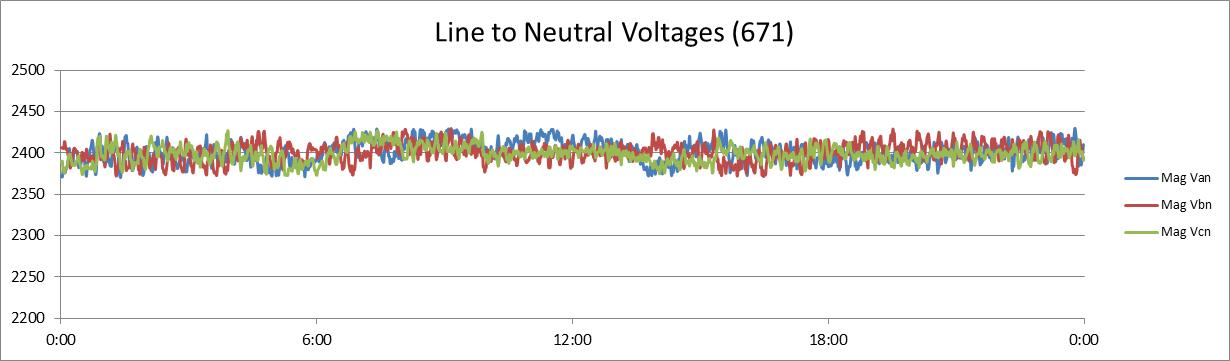 Line to Neutral Voltages (671)
2500
2450
2400
2350
2300
2250
2200
0:00 6:00 12:00 18:00 0:00
Mag Van
Mag Vbn
Mag Vcn